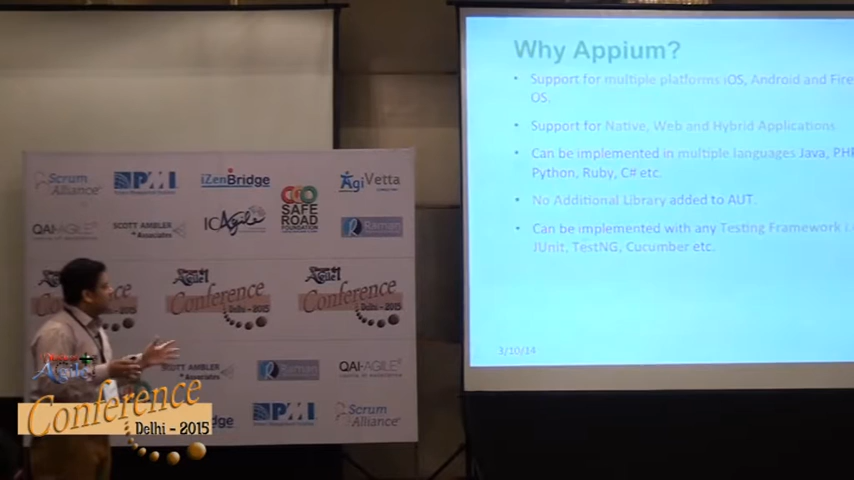 Why Appium?
• Support for multiple platforms iOS, Android and Fire
OS.
• Support for Native, Web and Hybrid Applications
• Can be implemented in multiple languages Java, PHP
Python, Ruby, C# etc.
• No Additional Library added to AUT.
• Can be implemented with any Testing Framework i
JUnit, TestNG, Cucumber etc.
3/10/14
Scrum Alliance®
PMI
iZenBridge
AgiVetta
QAI-AGILE
SCOTT AMBLER
+ Associates
ICAgile
SAFE
ROAD
FOUNDATION
Raman
Agile
Conference
Delhi - 2015
Agile
Conference
Delhi - 2015
SCOTT AMBLER
+ Associates
Raman
QAI-AGILE
PMI
Scrum
Alliance®
Agile
Conference
Delhi - 2015